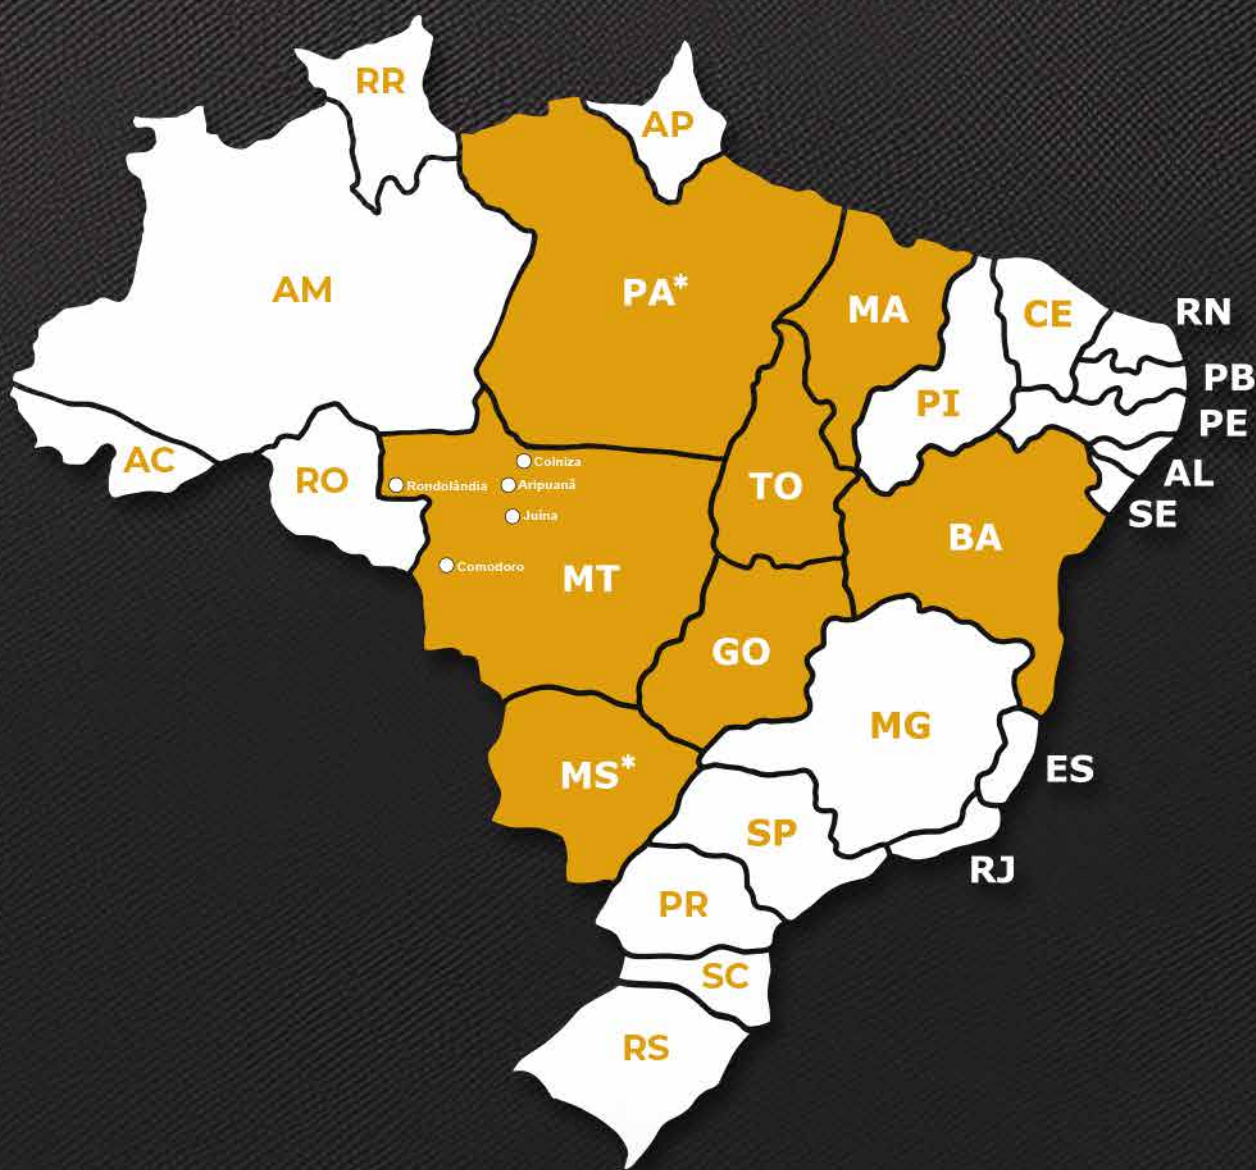 RR
AP
AM
PA*
MA
CE
RN
PB
PI
PE
AC
RO
Colniza
Rondolândia
Aripuanã
TO
AL
Juína
SE
BA
Comodoro
MT
GO
MG
MS*
ES
SP
RJ
PR
SC
RS